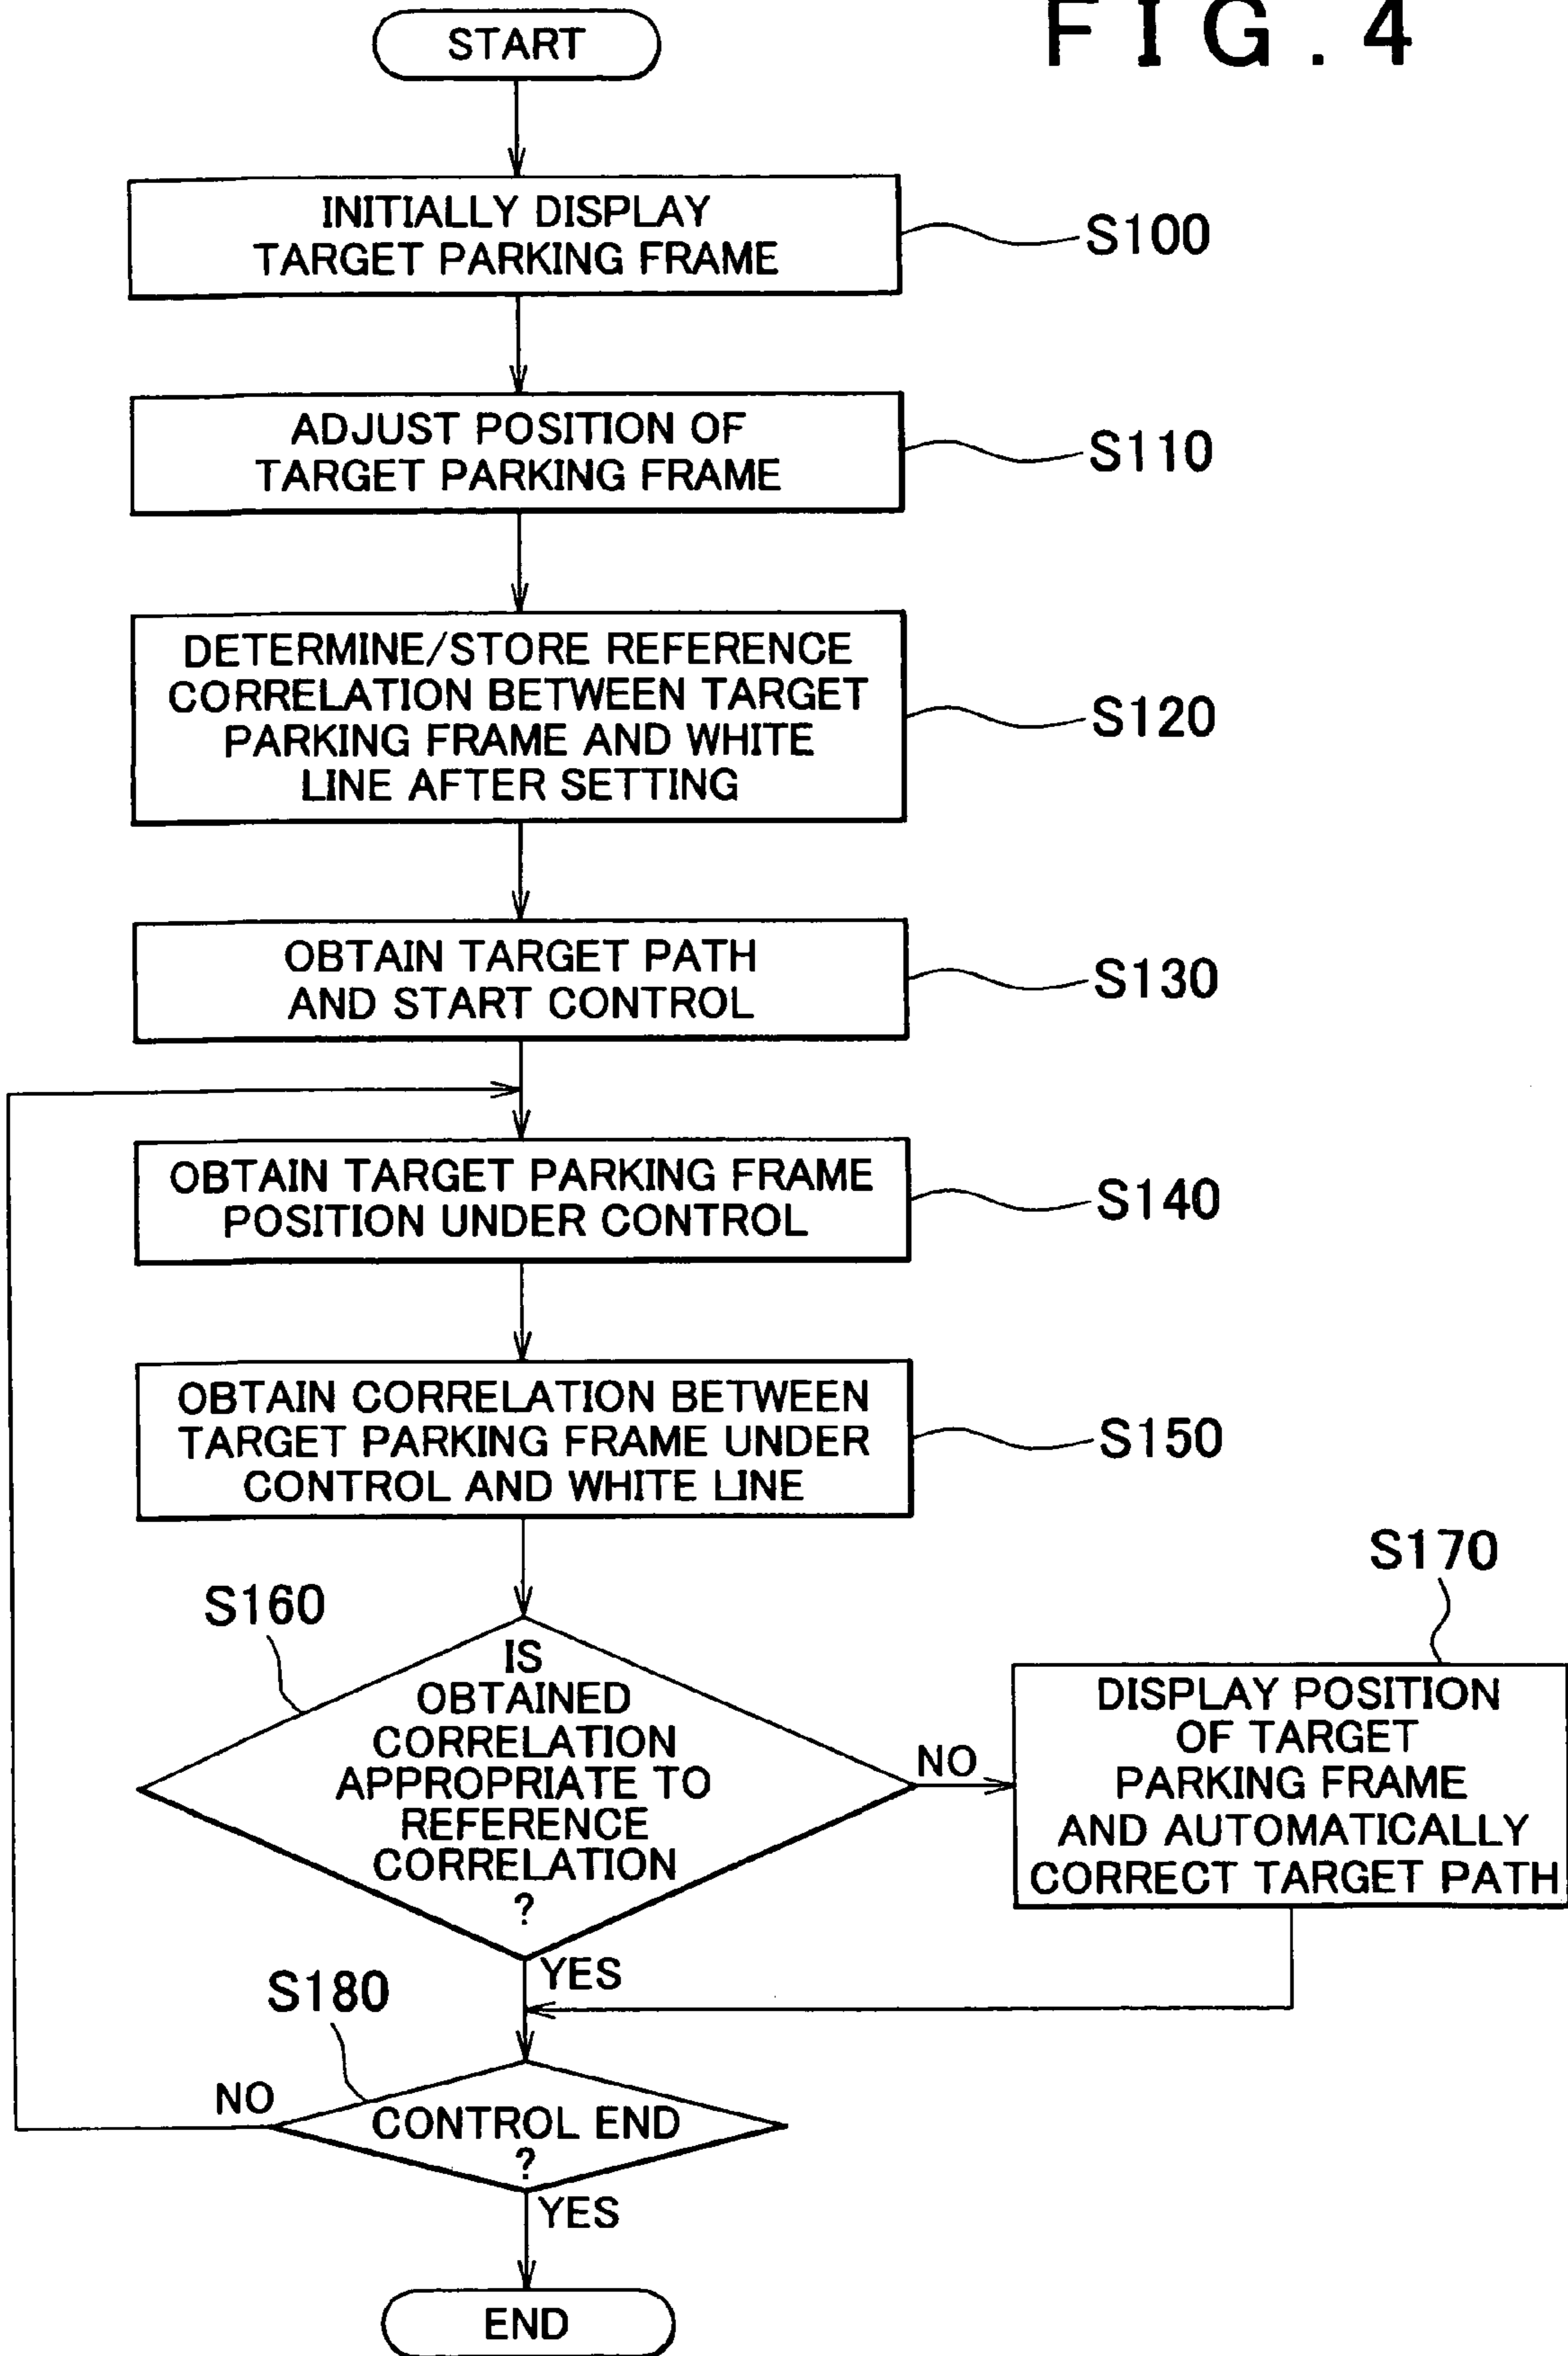 FIG.4
START
INITIALLY DISPLAY
TARGET PARKING FRAME
S100
ADJUST POSITION OF
TARGET PARKING FRAME
S110
DETERMINE/STORE REFERENCE
CORRELATION BETWEEN TARGET
PARKING FRAME AND WHITE
LINE AFTER SETTING
S120
OBTAIN TARGET PATH
AND START CONTROL
S130
OBTAIN TARGET PARKING FRAME
POSITION UNDER CONTROL
S140
OBTAIN CORRELATION BETWEEN
TARGET PARKING FRAME UNDER
CONTROL AND WHITE LINE
S150
S160
IS
OBTAINED
CORRELATION
APPROPRIATE TO
REFERENCE
CORRELATION
?
NO
S170
DISPLAY POSITION
OF TARGET
PARKING FRAME
AND AUTOMATICALLY
CORRECT TARGET PATH
YES
S180
NO
CONTROL END
?
YES
END